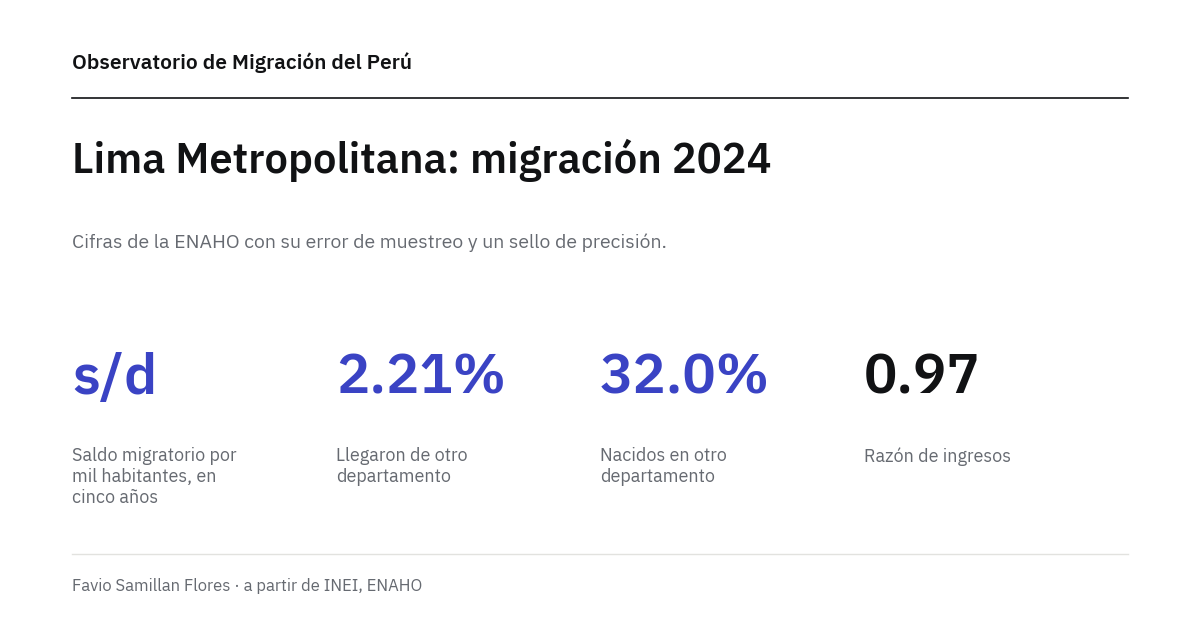 Observatorio de Migración del Perú
Lima Metropolitana: migración 2024
Cifras de la ENAHO con su error de muestreo y un sello de precisión.
s/d
Saldo migratorio por
mil habitantes, en
cinco años
2.21%
Llegaron de otro
departamento
32.0%
Nacidos en otro
departamento
0.97
Razón de ingresos
Favio Samillan Flores · a partir de INEI, ENAHO